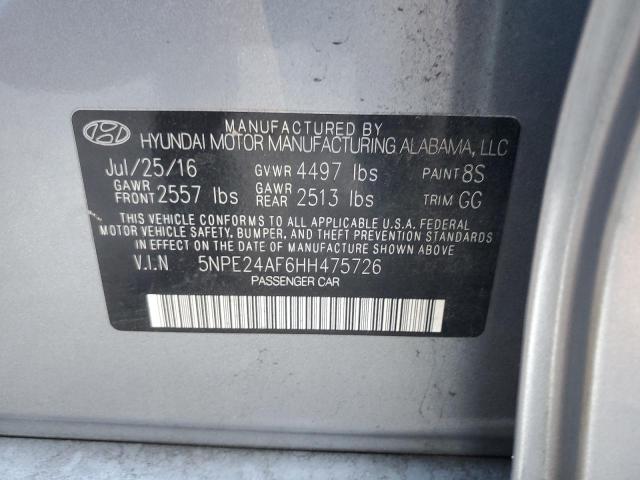 MANUFACTURED BY
HYUNDAI MOTOR MANUFACTURING ALABAMA, LLC
Jul/25/16 GVWR 4497 lbs PAINT 8S
GAWR FRONT 2557 lbs GAWR REAR 2513 lbs TRIM GG
THIS VEHICLE CONFORMS TO ALL APPLICABLE U.S.A. FEDERAL
MOTOR VEHICLE SAFETY, BUMPER, AND THEFT PREVENTION STANDARDS
IN EFFECT ON THE DATE OF MANUFACTURE SHOWN ABOVE
V.I.N 5NPE24AF6HH475726
PASSENGER CAR